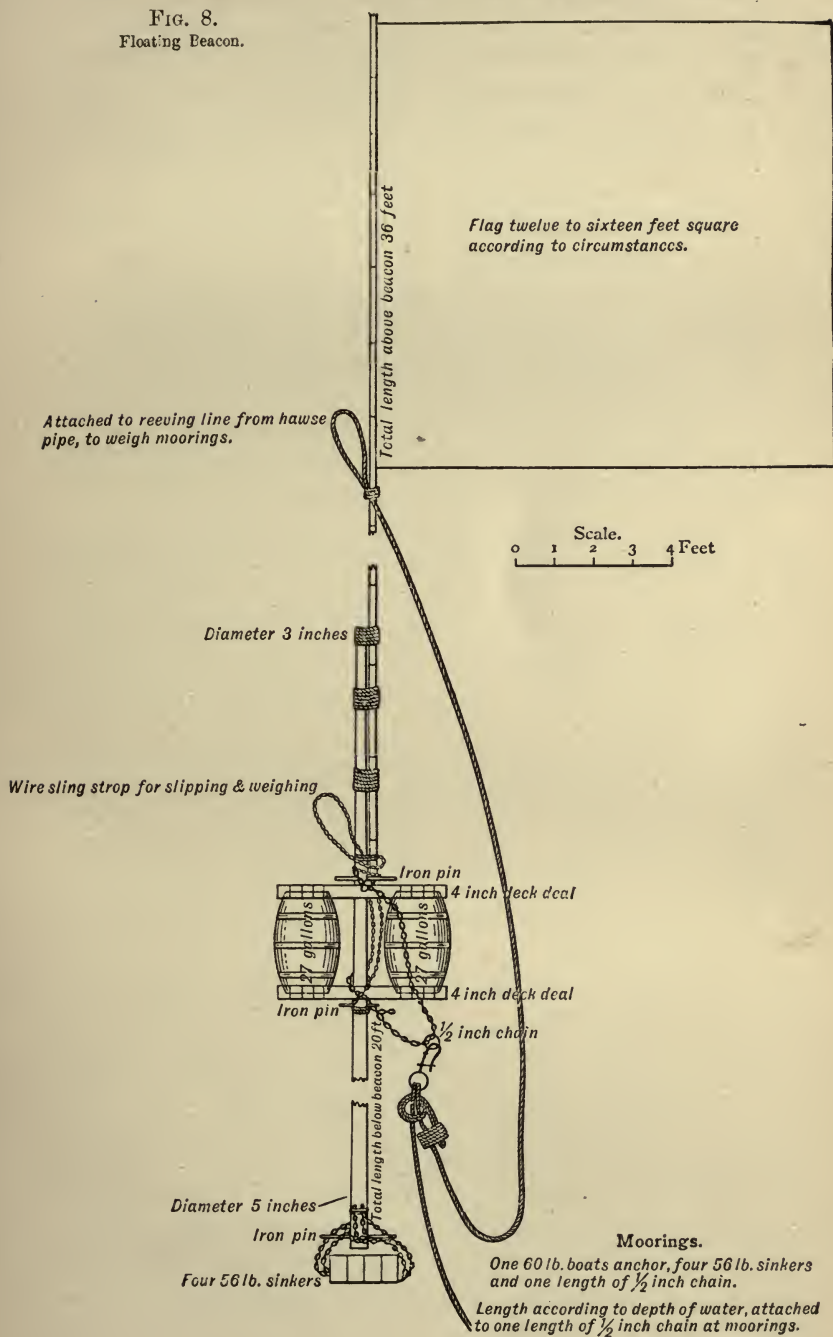 FIG. 8.
Floating Beacon.
Total length above beacon 36 feet
Flag twelve to sixteen feet square
according to circumstances.
Attached to reeving line from hawse
pipe, to weigh moorings.
Scale.
0 1 2 3 4 Feet
Diameter 3 inches
Wire sling strop for slipping & weighing
Iron pin
4 inch deck deal
27 gallons
27 gallons
4 inch deck deal
Iron pin
½ inch chain
Total length below beacon 20 ft
Diameter 5 inches
Iron pin
Four 56 lb. sinkers
Moorings.
One 60 lb. boats anchor, four 56 lb. sinkers
and one length of ½ inch chain.
Length according to depth of water, attached
to one length of ½ inch chain at moorings.